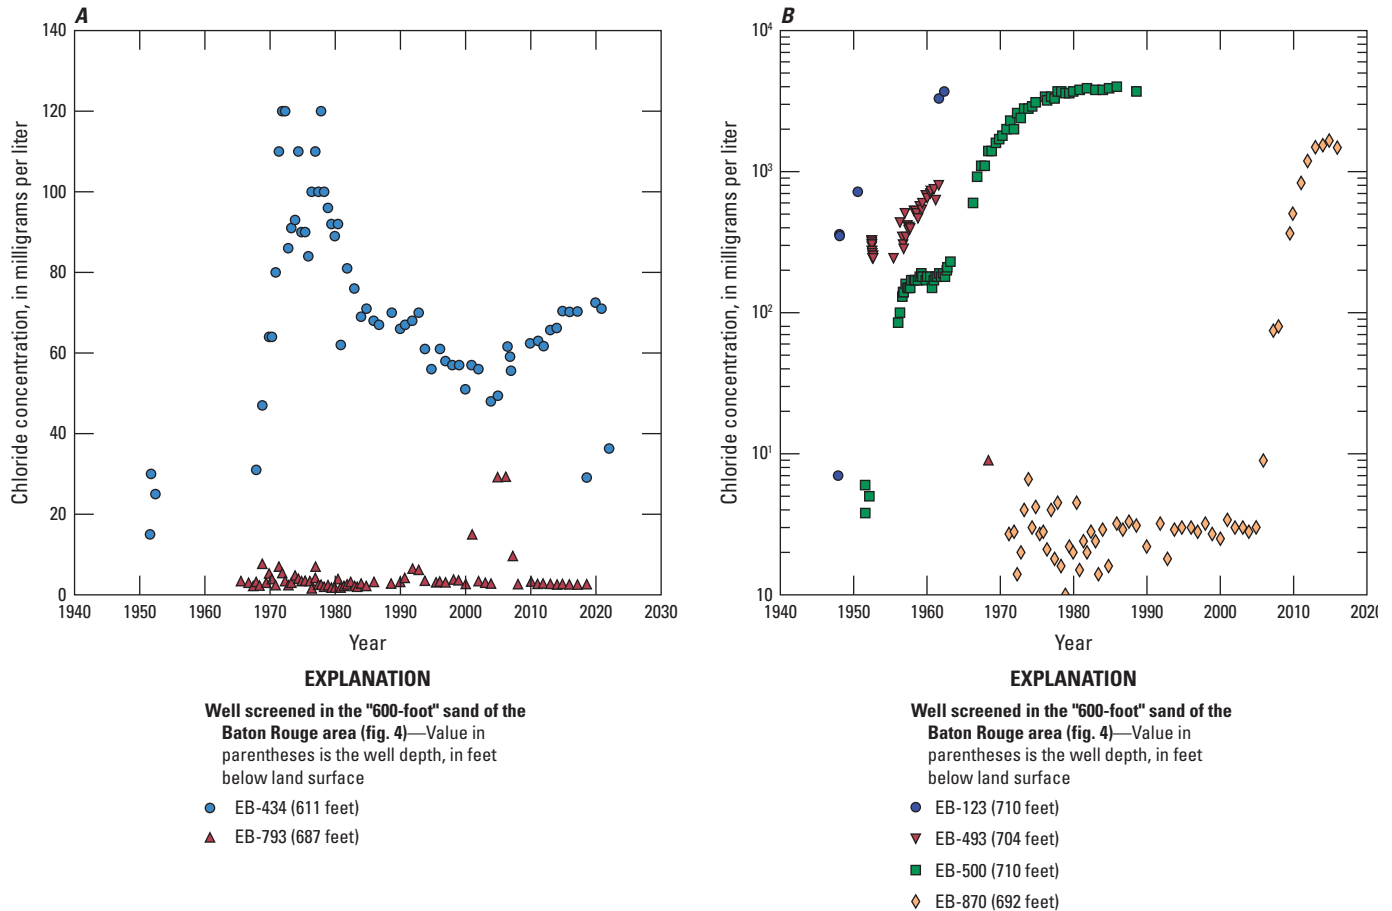 A
140
120
100
80
60
40
20
0
Chloride concentration, in milligrams per liter
1940 1950 1960 1970 1980 1990 2000 2010 2020 2030
Year
EXPLANATION
Well screened in the "600-foot" sand of the
Baton Rouge area (fig. 4)—Value in
parentheses is the well depth, in feet
below land surface
EB-434 (611 feet)
EB-793 (687 feet)
B
10⁴
10³
10²
10¹
10
Chloride concentration, in milligrams per liter
1940 1950 1960 1970 1980 1990 2000 2010 2020
Year
EXPLANATION
Well screened in the "600-foot" sand of the
Baton Rouge area (fig. 4)—Value in
parentheses is the well depth, in feet
below land surface
EB-123 (710 feet)
EB-493 (704 feet)
EB-500 (710 feet)
EB-870 (692 feet)